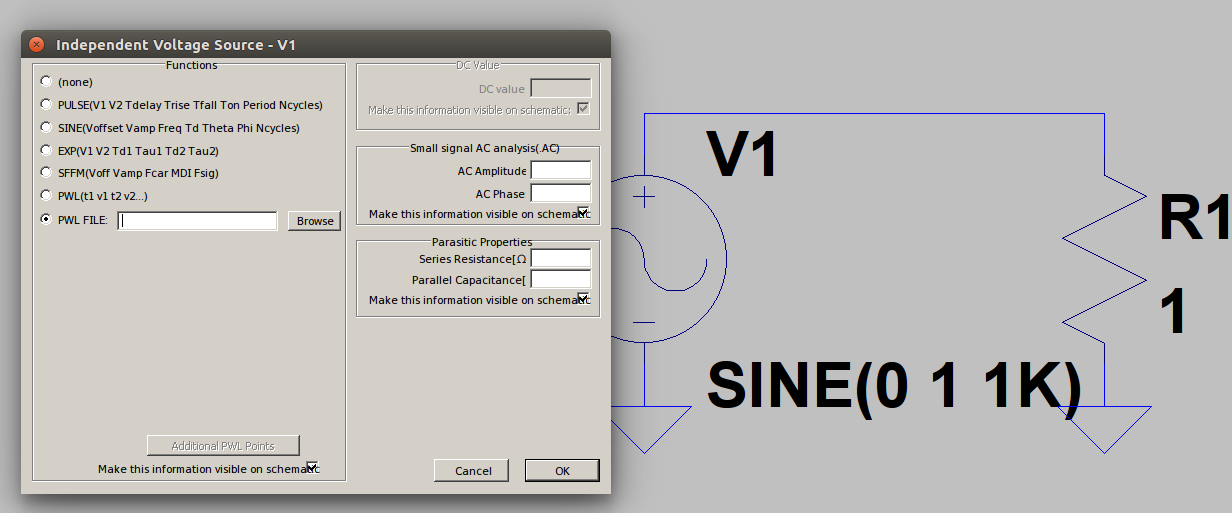 Independent Voltage Source - V1
Functions
(none)
PULSE(V1 V2 Tdelay Trise Tfall Ton Period Ncycles)
SINE(Voffset Vamp Freq Td Theta Phi Ncycles)
EXP(V1 V2 Td1 Tau1 Td2 Tau2)
SFFM(Voff Vamp Fcar MDI Fsig)
PWL(t1 v1 t2 v2...)
PWL FILE:
Browse
Additional PWL Points
Make this information visible on schematic
DC Value
DC value
Make this information visible on schematic:
Small signal AC analysis(.AC)
AC Amplitude
AC Phase
Make this information visible on schematic
Parasitic Properties
Series Resistance[Ω
Parallel Capacitance[
Make this information visible on schematic
Cancel
OK
V1
SINE(0 1 1K)
R1
1